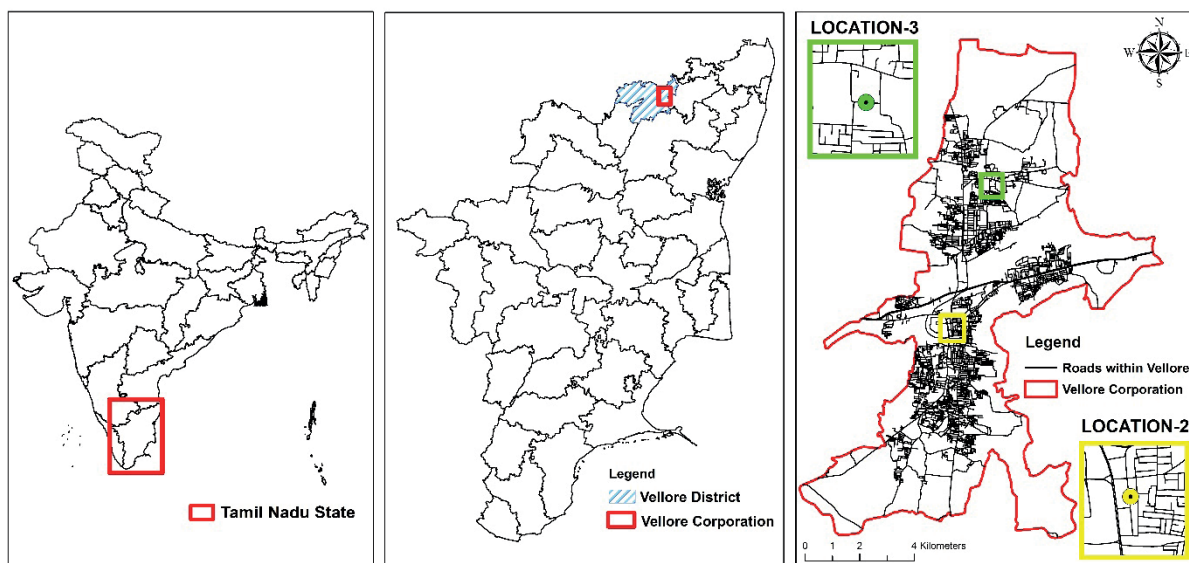 Tamil Nadu State
Legend
Vellore District
Vellore Corporation
LOCATION-3
N
W
E
S
Legend
Roads within Vellore
Vellore Corporation
LOCATION-2
0 2 4 Kilometers